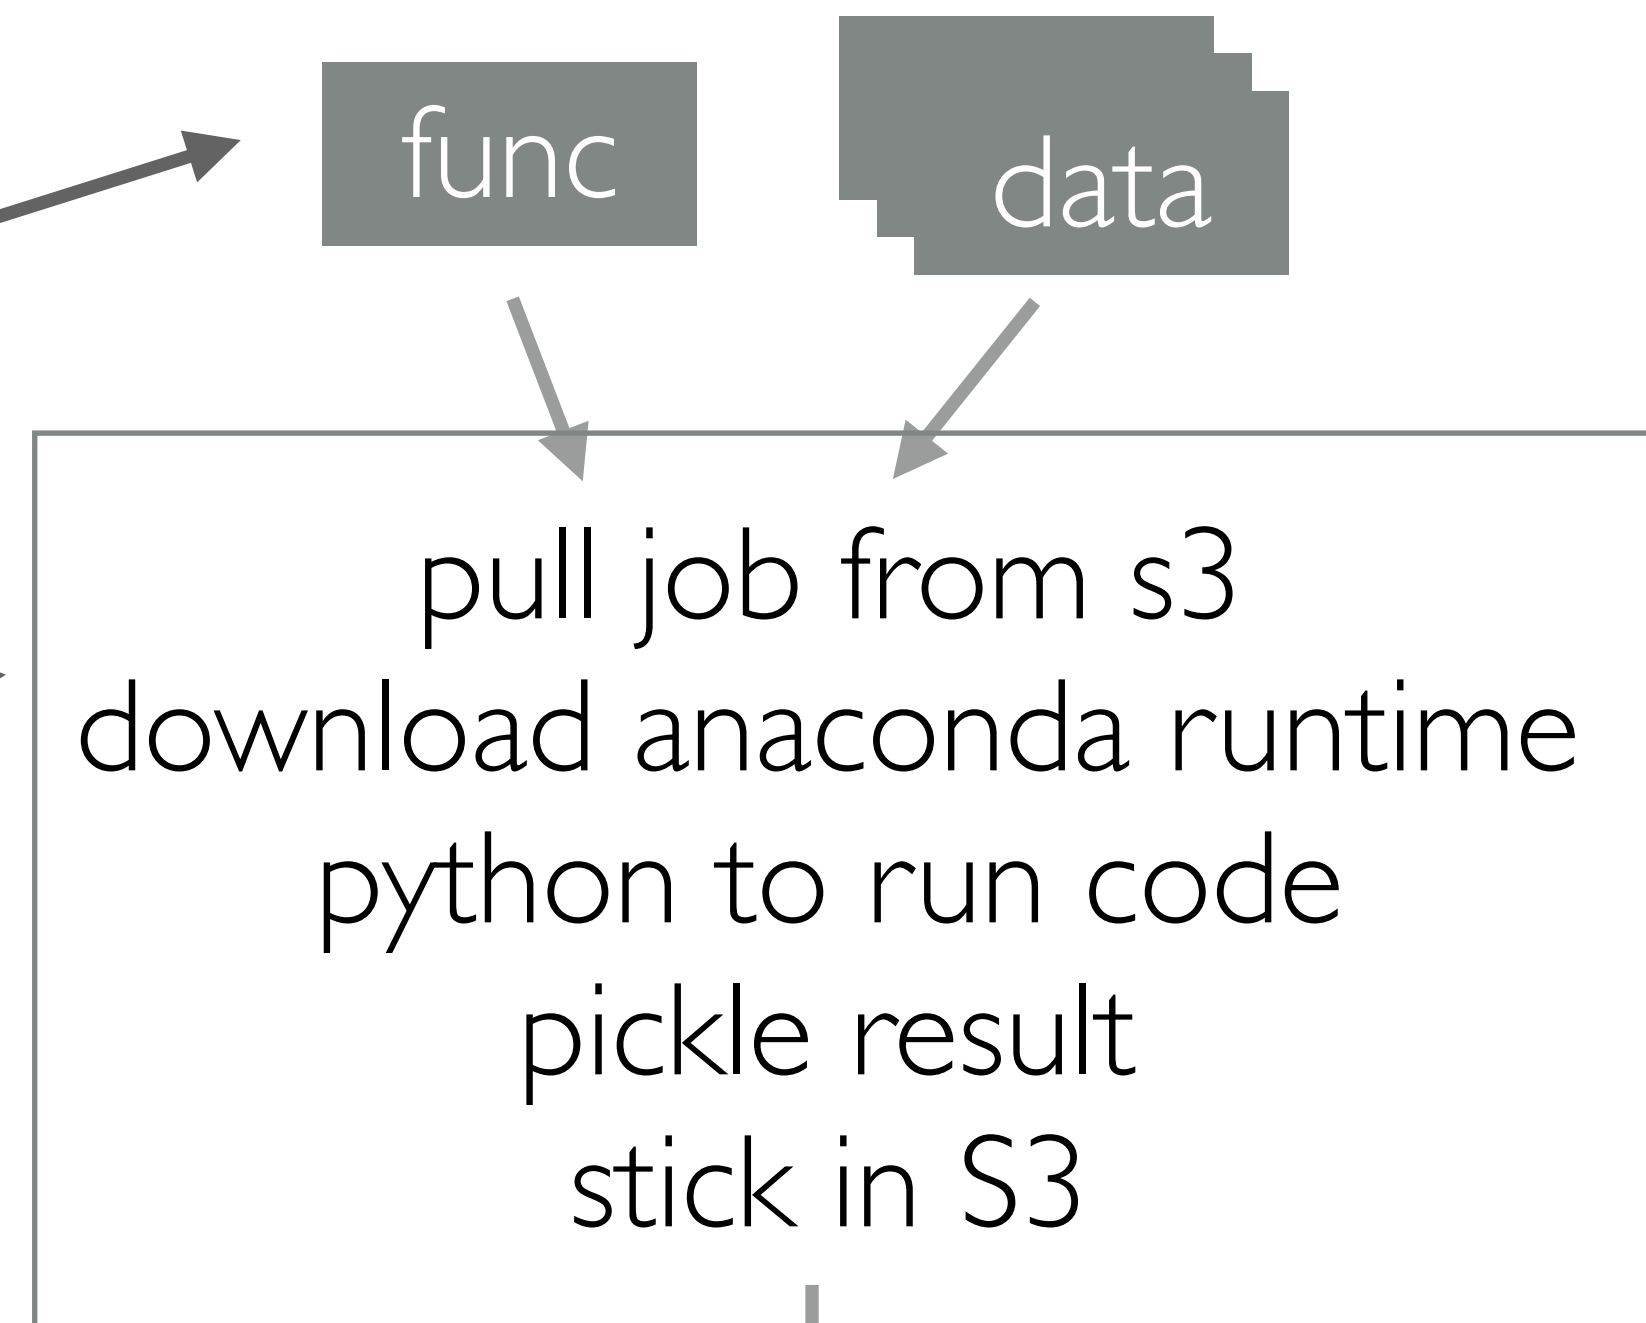 func
data
pull job from s3
download anaconda runtime
python to run code
pickle result
stick in S3